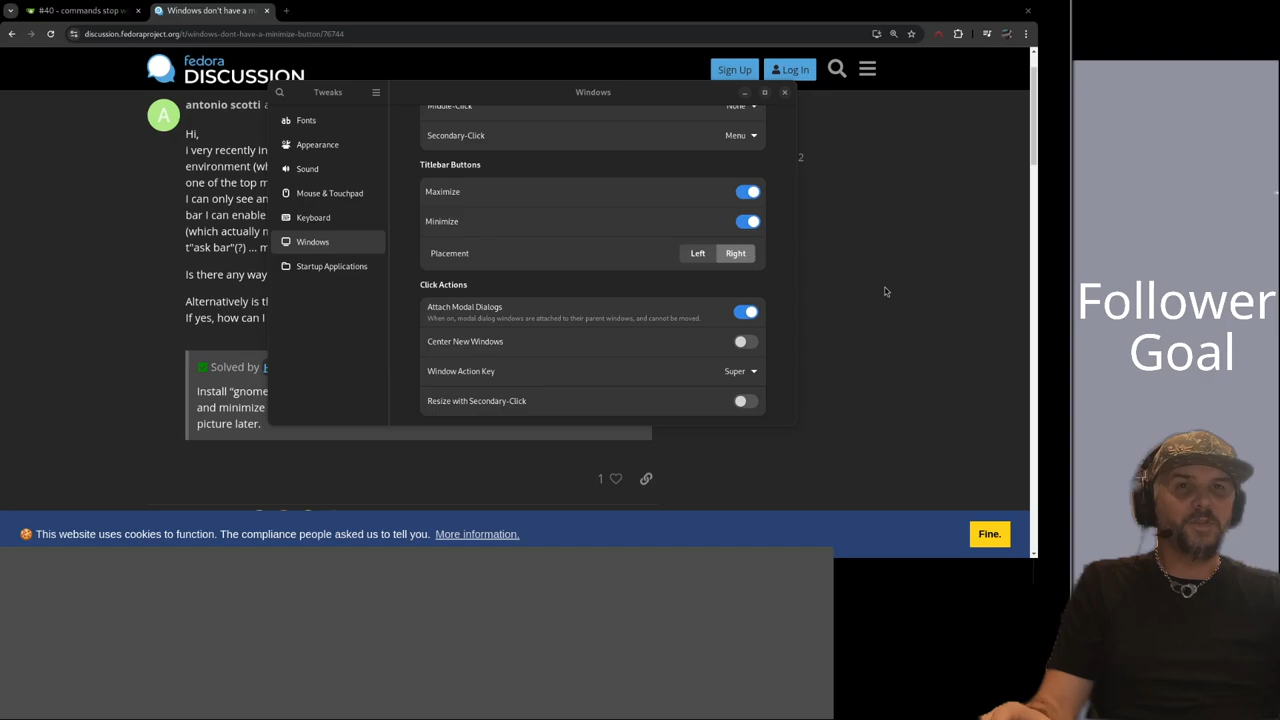 #40 - commands stop w
Windows don't have a m
discussion.fedoraproject.org/t/windows-dont-have-a-minimize-button/76744
fedora
DISCUSSION
Sign Up
Log In
antonio scotti
A
Hi,
i very recently in
environment (wh
one of the top m
I can only see an
bar I can enable
(which actually n
t"ask bar"(?) ... m
Is there any way
Alternatively is th
If yes, how can I
Solved by
Install "gnome
and minimize
picture later.
2
Tweaks
Fonts
Appearance
Sound
Mouse & Touchpad
Keyboard
Windows
Startup Applications
Windows
Middle-Click None
Secondary-Click Menu
Titlebar Buttons
Maximize
Minimize
Placement Left Right
Click Actions
Attach Modal Dialogs
When on, modal dialog windows are attached to their parent windows, and cannot be moved.
Center New Windows
Window Action Key Super
Resize with Secondary-Click
1
This website uses cookies to function. The compliance people asked us to tell you. More information.
Fine.
Follower
Goal